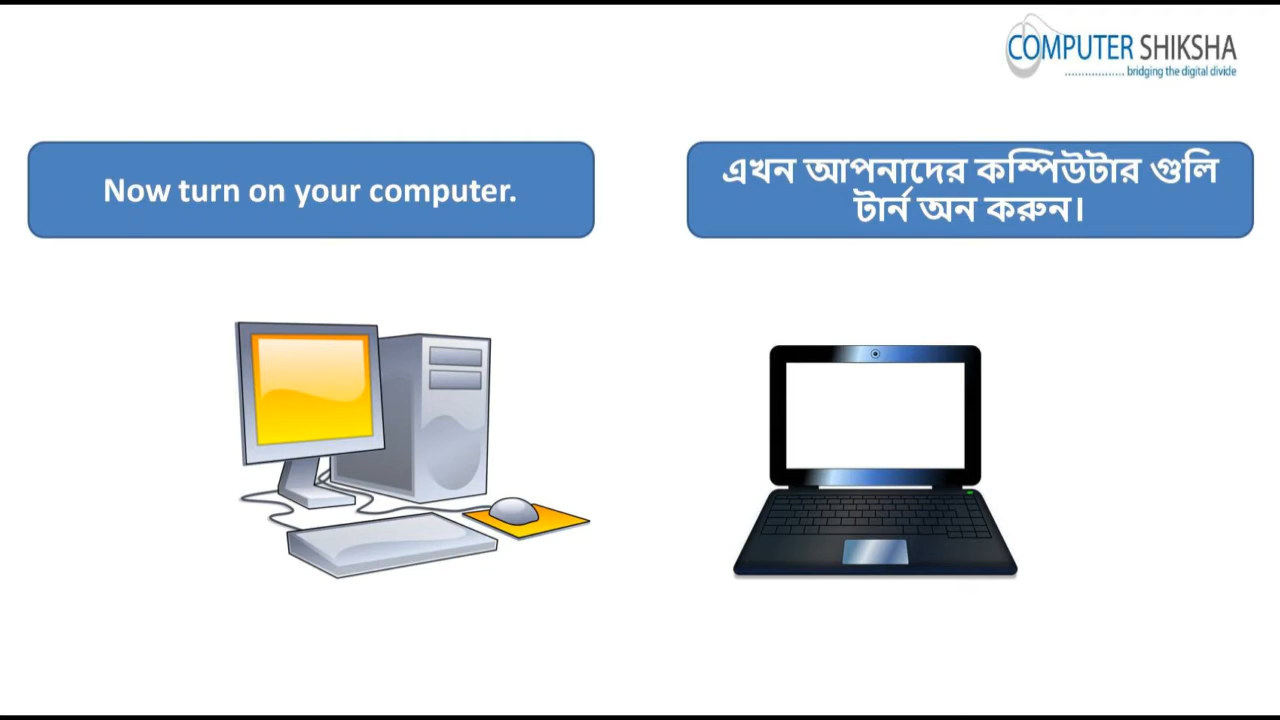 COMPUTER SHIKSHA
.................. bridging the digital divide
Now turn on your computer.
এখন আপনাদের কম্পিউটার গুলি
টার্ন অন করুন।